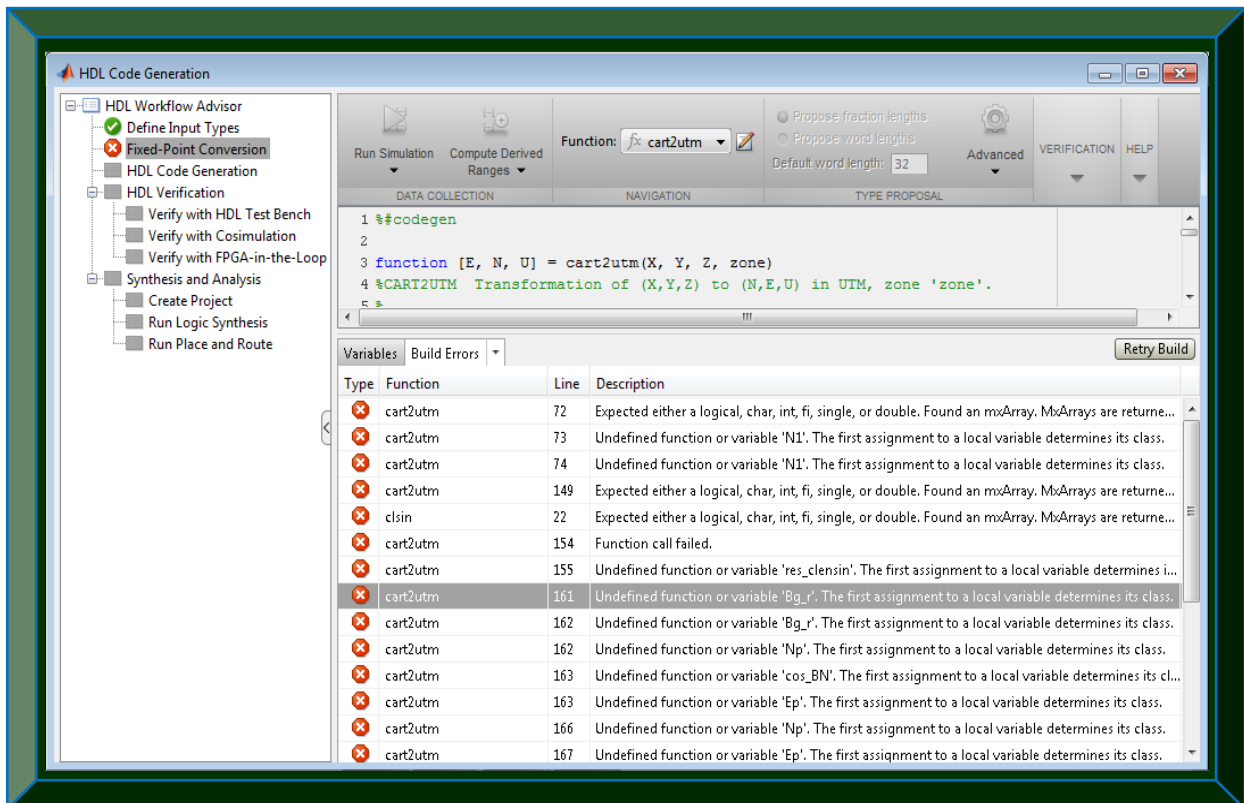 HDL Code Generation
HDL Workflow Advisor
Define Input Types
Fixed-Point Conversion
HDL Code Generation
HDL Verification
Verify with HDL Test Bench
Verify with Cosimulation
Verify with FPGA-in-the-Loop
Synthesis and Analysis
Create Project
Run Logic Synthesis
Run Place and Route
Run Simulation
Compute Derived Ranges
DATA COLLECTION
Function: fx cart2utm
NAVIGATION
Propose fraction lengths
Propose word lengths
Default word length: 32
Advanced
TYPE PROPOSAL
VERIFICATION
HELP
1 %#codegen
2
3 function [E, N, U] = cart2utm(X, Y, Z, zone)
4 %CART2UTM Transformation of (X,Y,Z) to (N,E,U) in UTM, zone 'zone'.
5 %
Variables Build Errors Retry Build
Type Function Line Description
cart2utm 72 Expected either a logical, char, int, fi, single, or double. Found an mxArray. MxArrays are returne...
cart2utm 73 Undefined function or variable 'N1'. The first assignment to a local variable determines its class.
cart2utm 74 Undefined function or variable 'N1'. The first assignment to a local variable determines its class.
cart2utm 149 Expected either a logical, char, int, fi, single, or double. Found an mxArray. MxArrays are returne...
clsin 22 Expected either a logical, char, int, fi, single, or double. Found an mxArray. MxArrays are returne...
cart2utm 154 Function call failed.
cart2utm 155 Undefined function or variable 'res_clensin'. The first assignment to a local variable determines i...
cart2utm 161 Undefined function or variable 'Bg_r'. The first assignment to a local variable determines its class.
cart2utm 162 Undefined function or variable 'Bg_r'. The first assignment to a local variable determines its class.
cart2utm 162 Undefined function or variable 'Np'. The first assignment to a local variable determines its class.
cart2utm 163 Undefined function or variable 'cos_BN'. The first assignment to a local variable determines its cl...
cart2utm 163 Undefined function or variable 'Ep'. The first assignment to a local variable determines its class.
cart2utm 166 Undefined function or variable 'Np'. The first assignment to a local variable determines its class.
cart2utm 167 Undefined function or variable 'Ep'. The first assignment to a local variable determines its class.